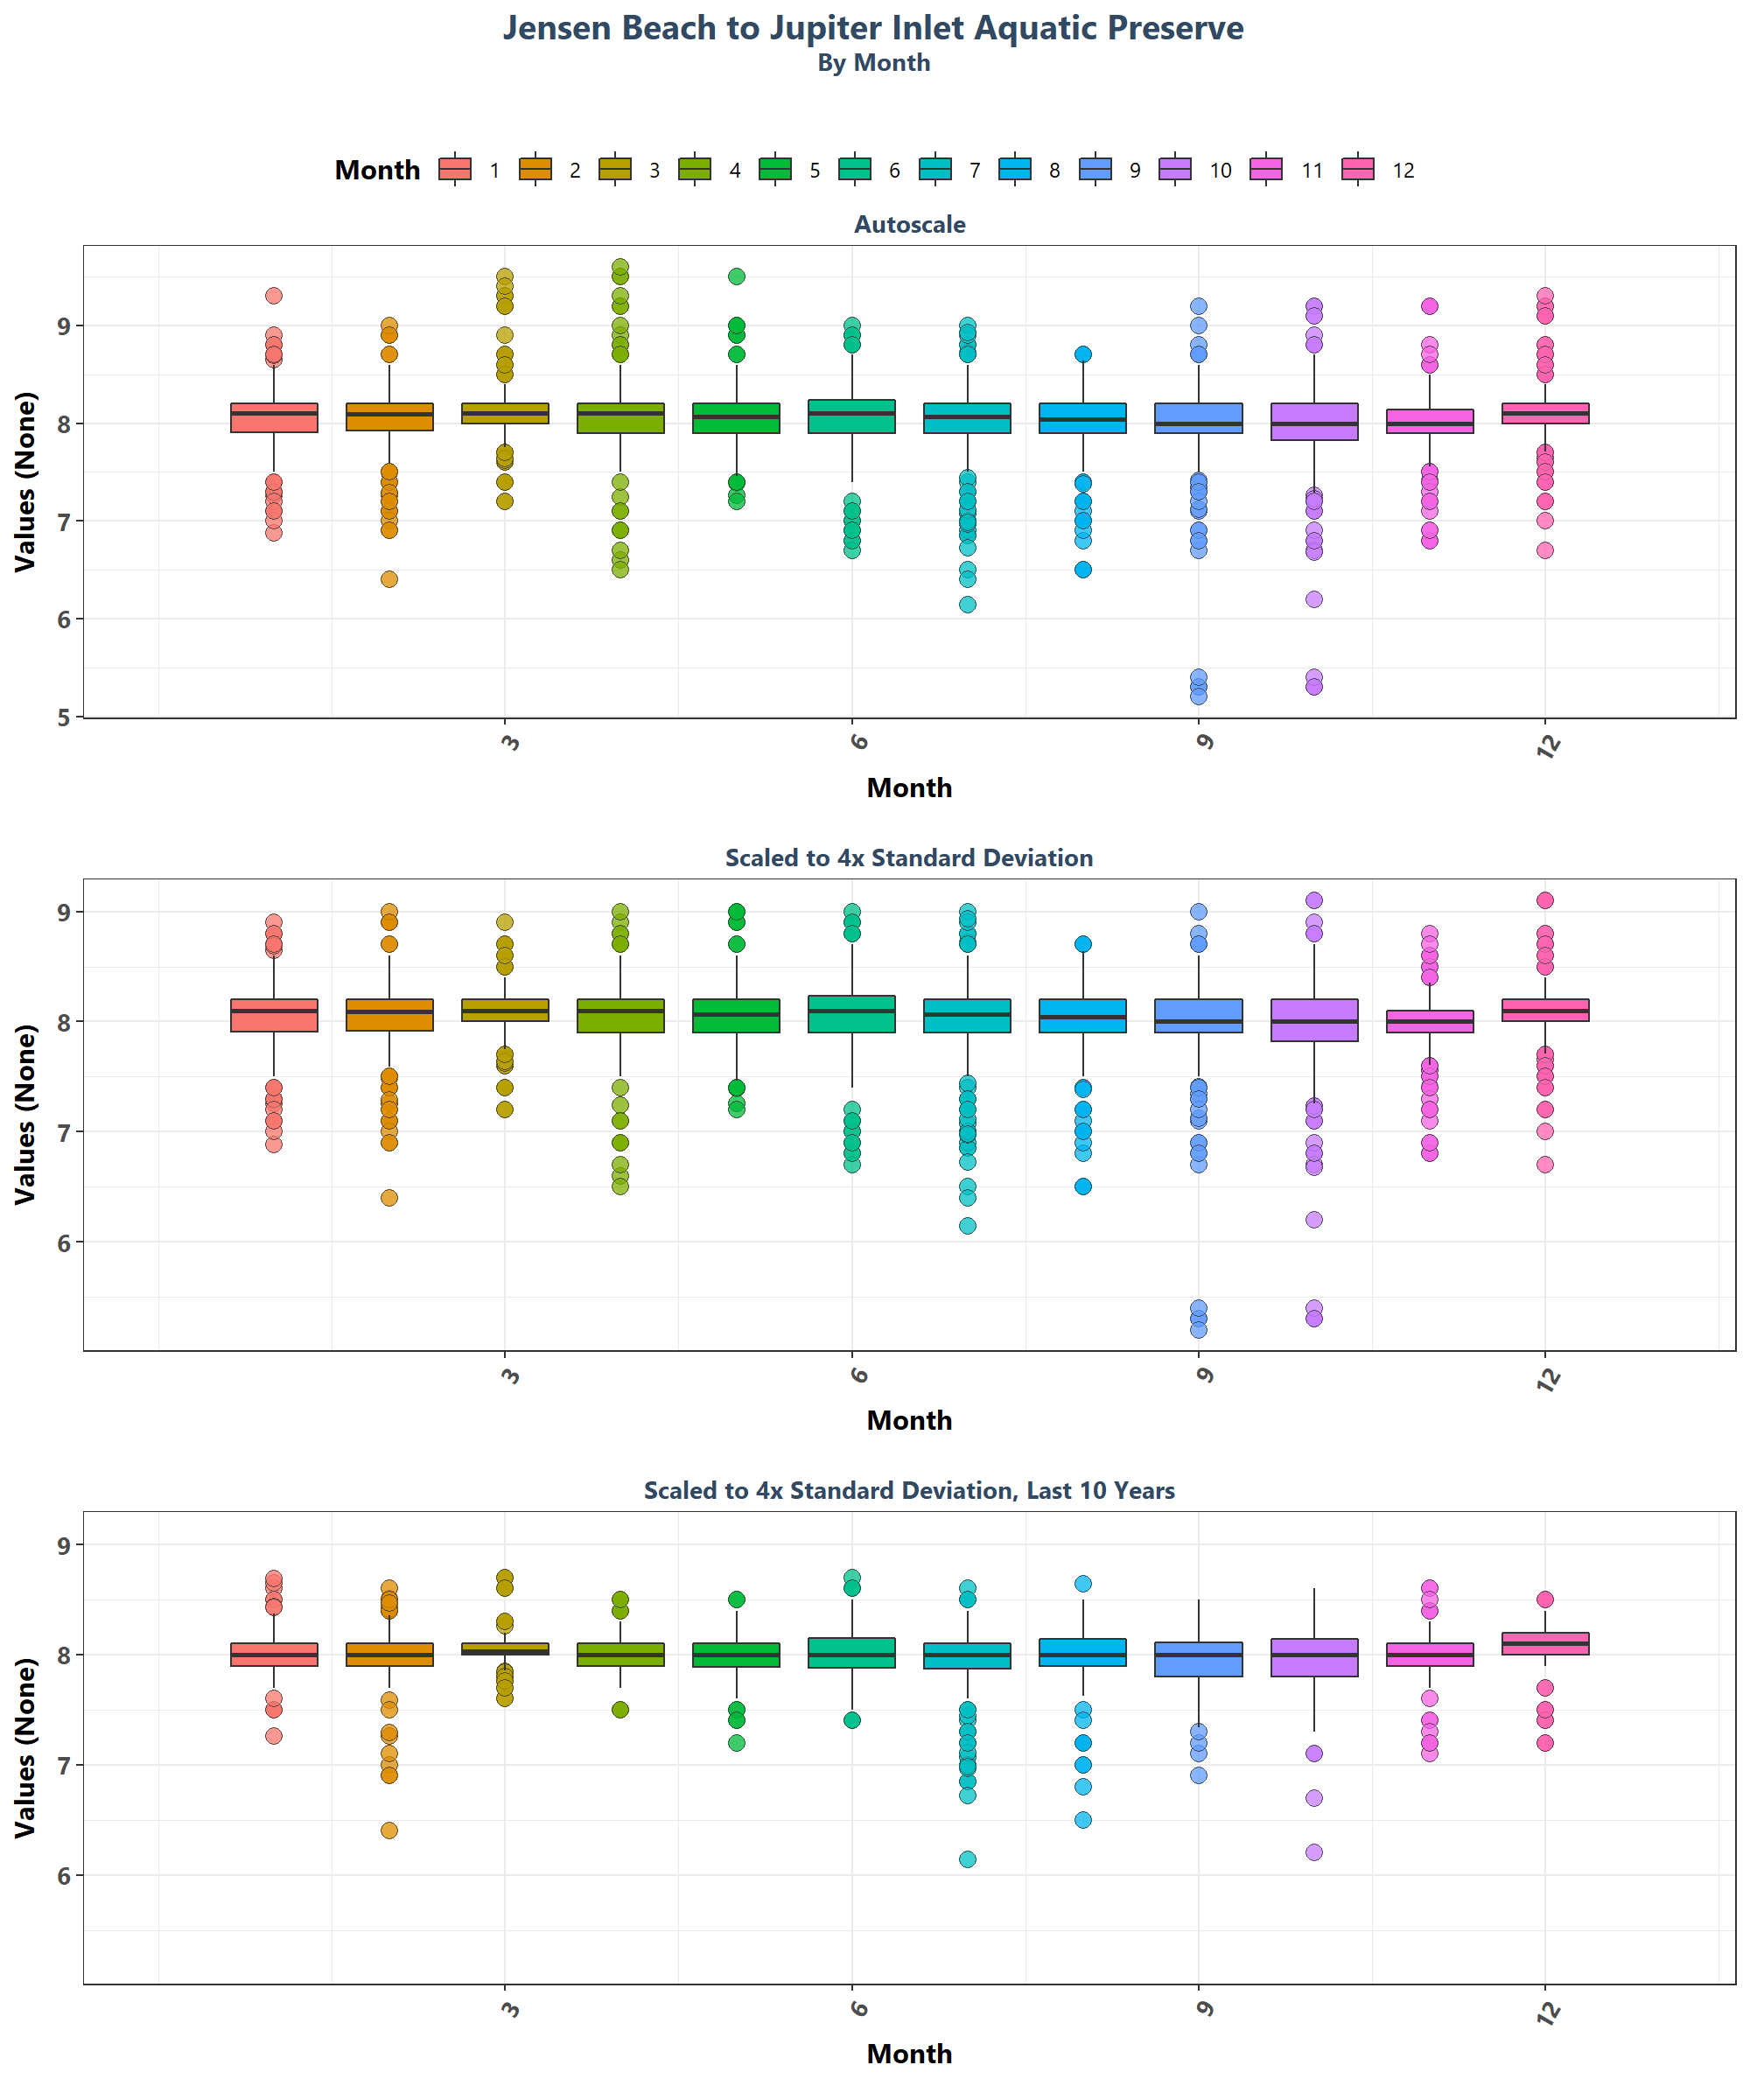 Jensen Beach to Jupiter Inlet Aquatic Preserve
By Month
Month 1 2 3 4 5 6 7 8 9 10 11 12
Autoscale
Values (None)
9
8
7
6
5
3 6 9 12
Month
Scaled to 4x Standard Deviation
Values (None)
9
8
7
6
3 6 9 12
Month
Scaled to 4x Standard Deviation, Last 10 Years
Values (None)
9
8
7
6
3 6 9 12
Month